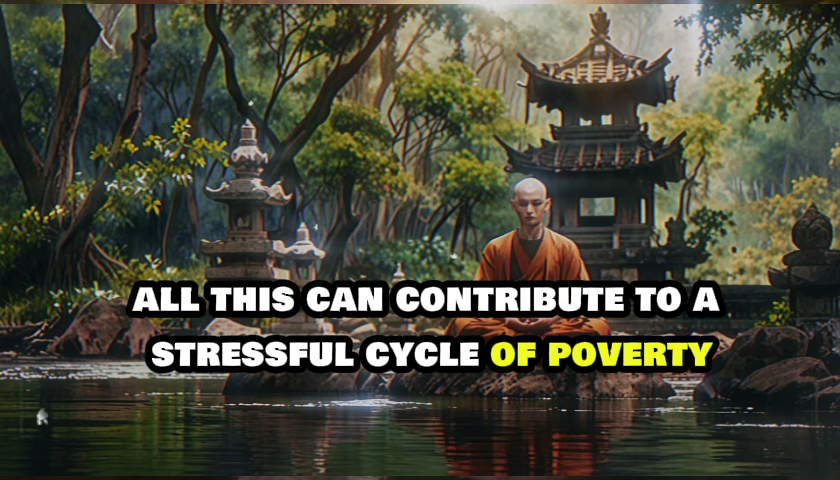 ALL THIS CAN CONTRIBUTE TO A
STRESSFUL CYCLE OF POVERTY